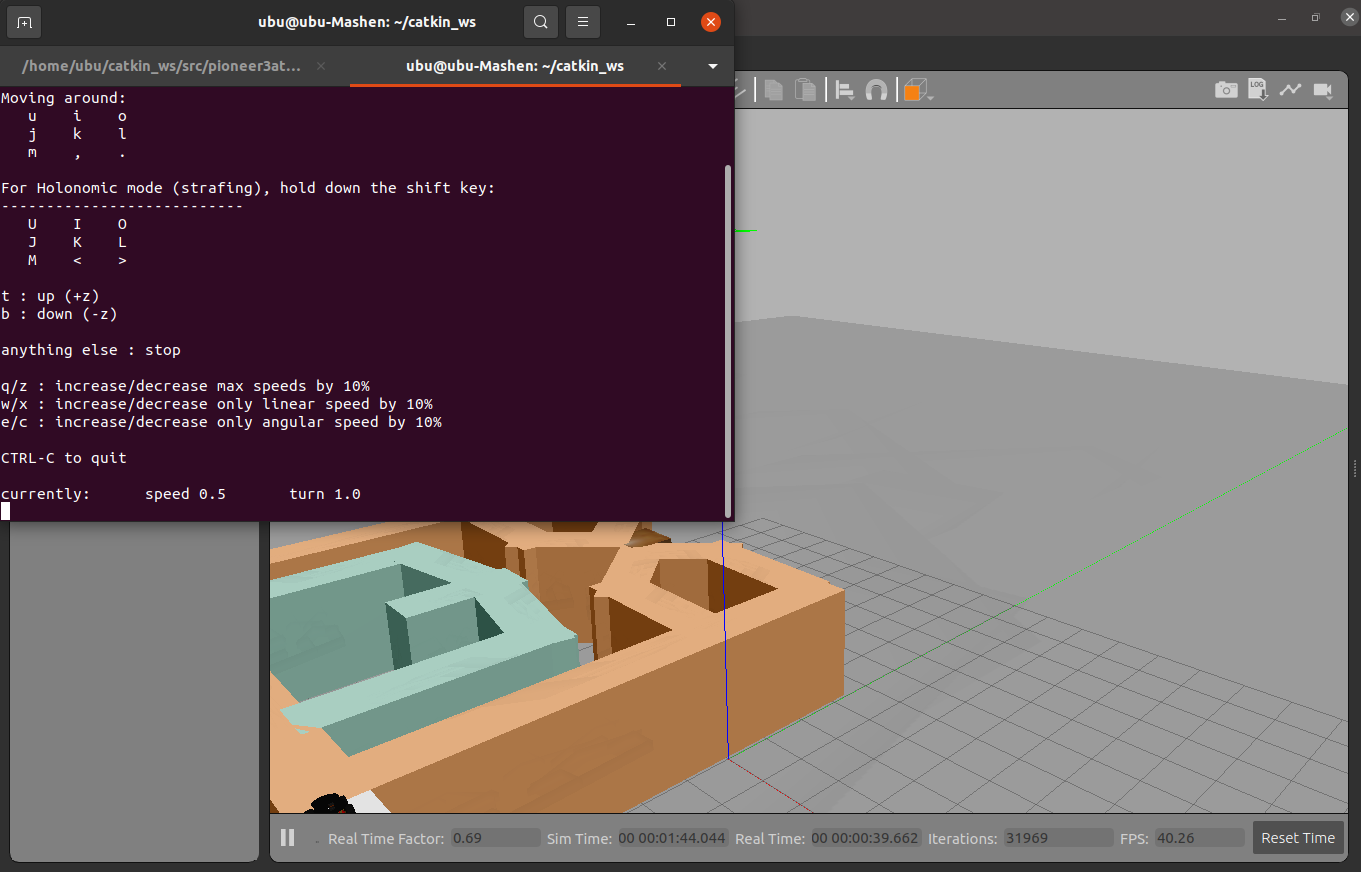 ubu@ubu-Mashen: ~/catkin_ws
/home/ubu/catkin_ws/src/pioneer3at...
ubu@ubu-Mashen: ~/catkin_ws
Moving around:
u i o
j k l
m , .
For Holonomic mode (strafing), hold down the shift key:
---------------------------
U I O
J K L
M < >
t : up (+z)
b : down (-z)
anything else : stop
q/z : increase/decrease max speeds by 10%
w/x : increase/decrease only linear speed by 10%
e/c : increase/decrease only angular speed by 10%
CTRL-C to quit
currently: speed 0.5 turn 1.0
LOG
Real Time Factor: 0.69 Sim Time: 00 00:01:44.044 Real Time: 00 00:00:39.662 Iterations: 31969 FPS: 40.26 Reset Time